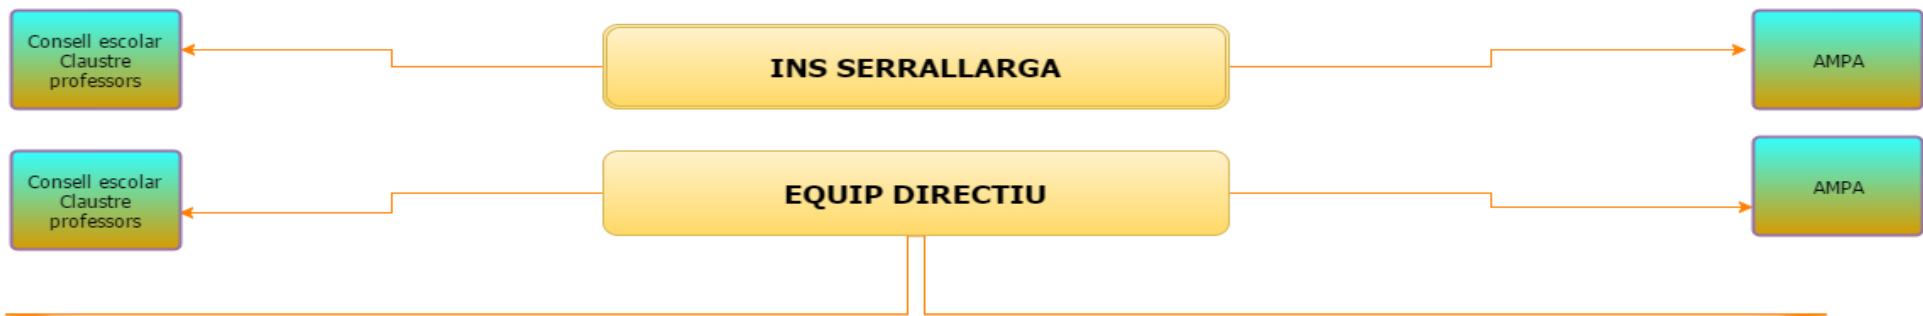 Consell escolar
Claustre
professors
INS SERRALLARGA
AMPA
Consell escolar
Claustre
professors
EQUIP DIRECTIU
AMPA